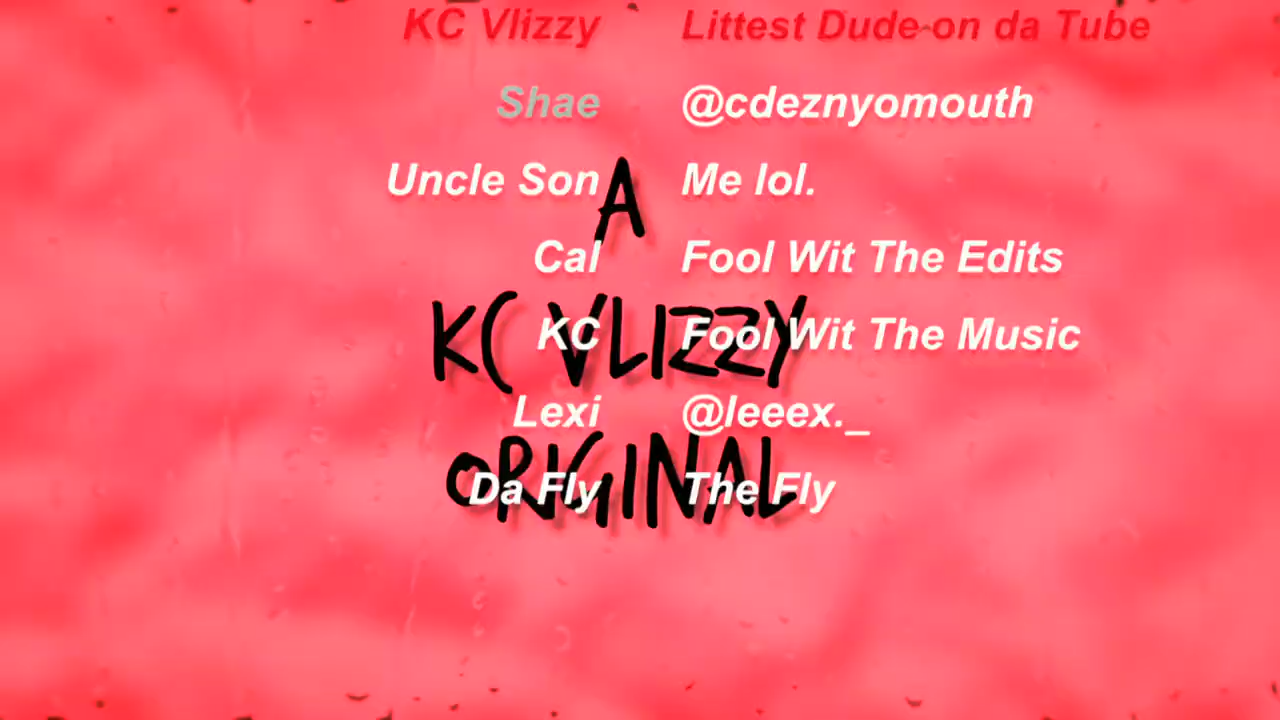 KC Vlizzy Littest Dude on da Tube
Shae @cdeznyomouth
Uncle Son Me lol.
A
Cal Fool Wit The Edits
KC Fool Wit The Music
KC VLIZZY
Lexi @leeex._
ORIGINAL
Da Fly The Fly